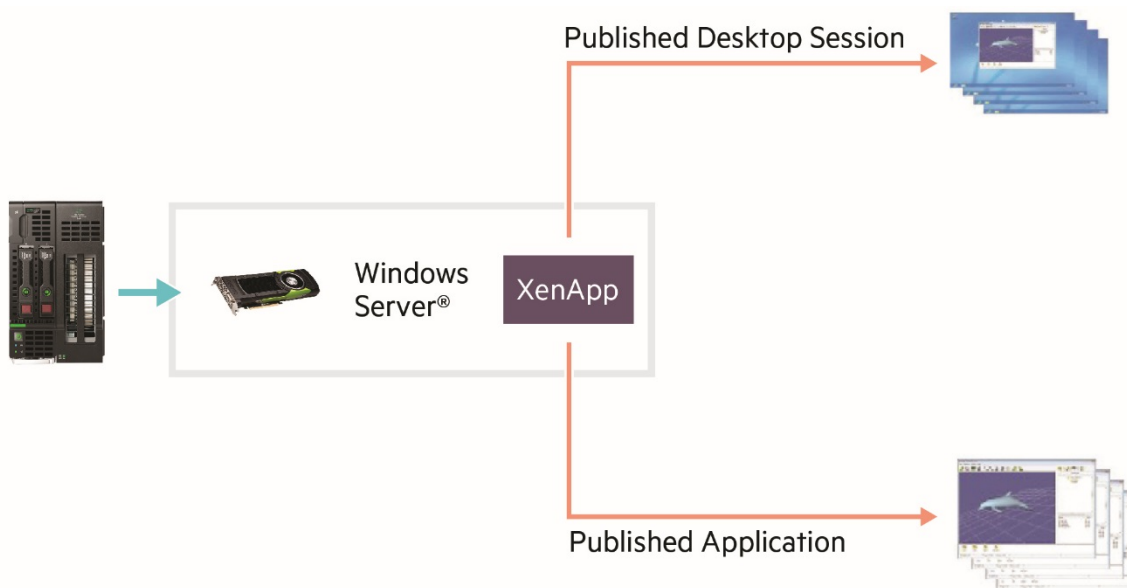 Published Desktop Session
Windows
Server®
XenApp
Published Application